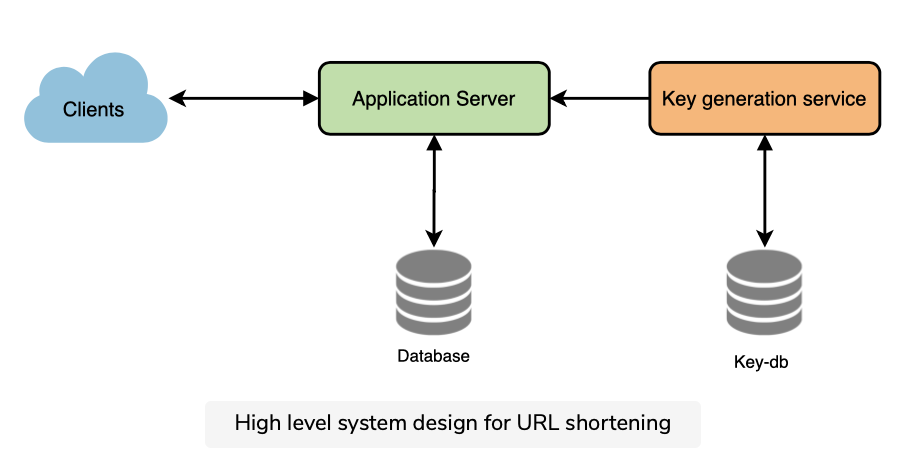 Clients
Application Server
Key generation service
Database
Key-db
High level system design for URL shortening